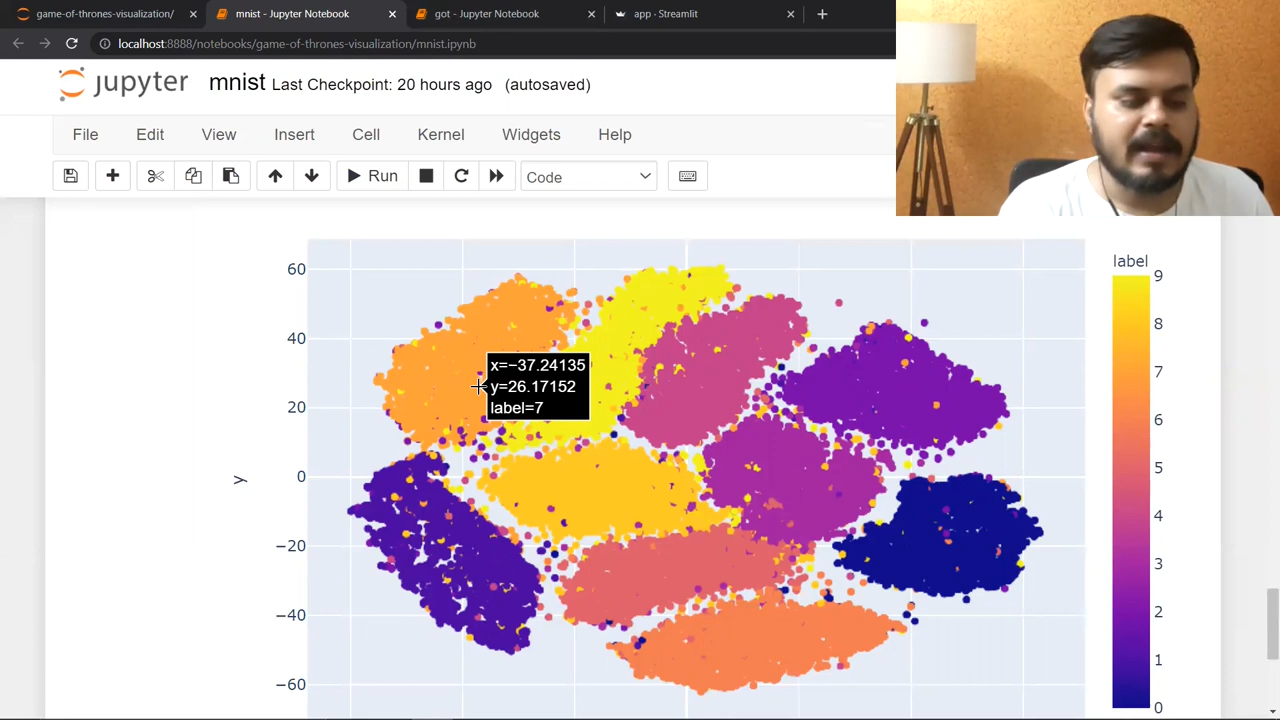 game-of-thrones-visualization/
mnist - Jupyter Notebook
got - Jupyter Notebook
app · Streamlit
localhost:8888/notebooks/game-of-thrones-visualization/mnist.ipynb
jupyter mnist Last Checkpoint: 20 hours ago (autosaved)
File Edit View Insert Cell Kernel Widgets Help
Run Code
label
60
40
20
0
−20
−40
−60
y
x=−37.24135
y=26.17152
label=7
9
8
7
6
5
4
3
2
1
0